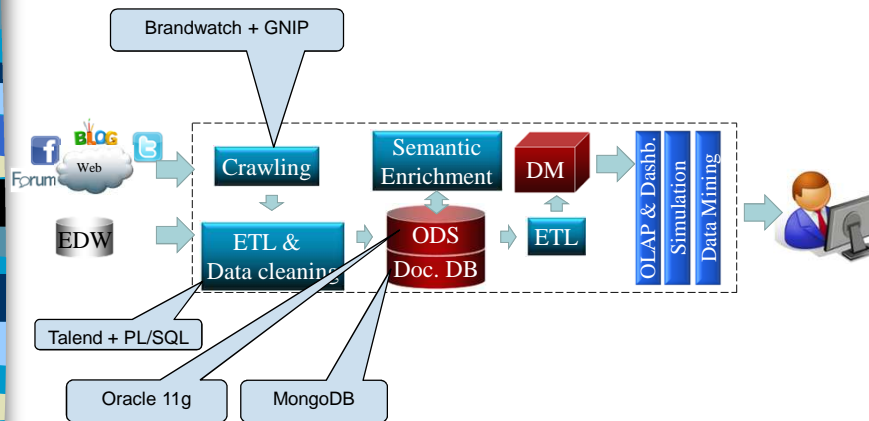 Brandwatch + GNIP
BLOG
f
t
Web
Forum
Crawling
Semantic
Enrichment
DM
EDW
ETL &
Data cleaning
ODS
Doc. DB
ETL
OLAP & Dashb.
Simulation
Data Mining
Talend + PL/SQL
Oracle 11g
MongoDB